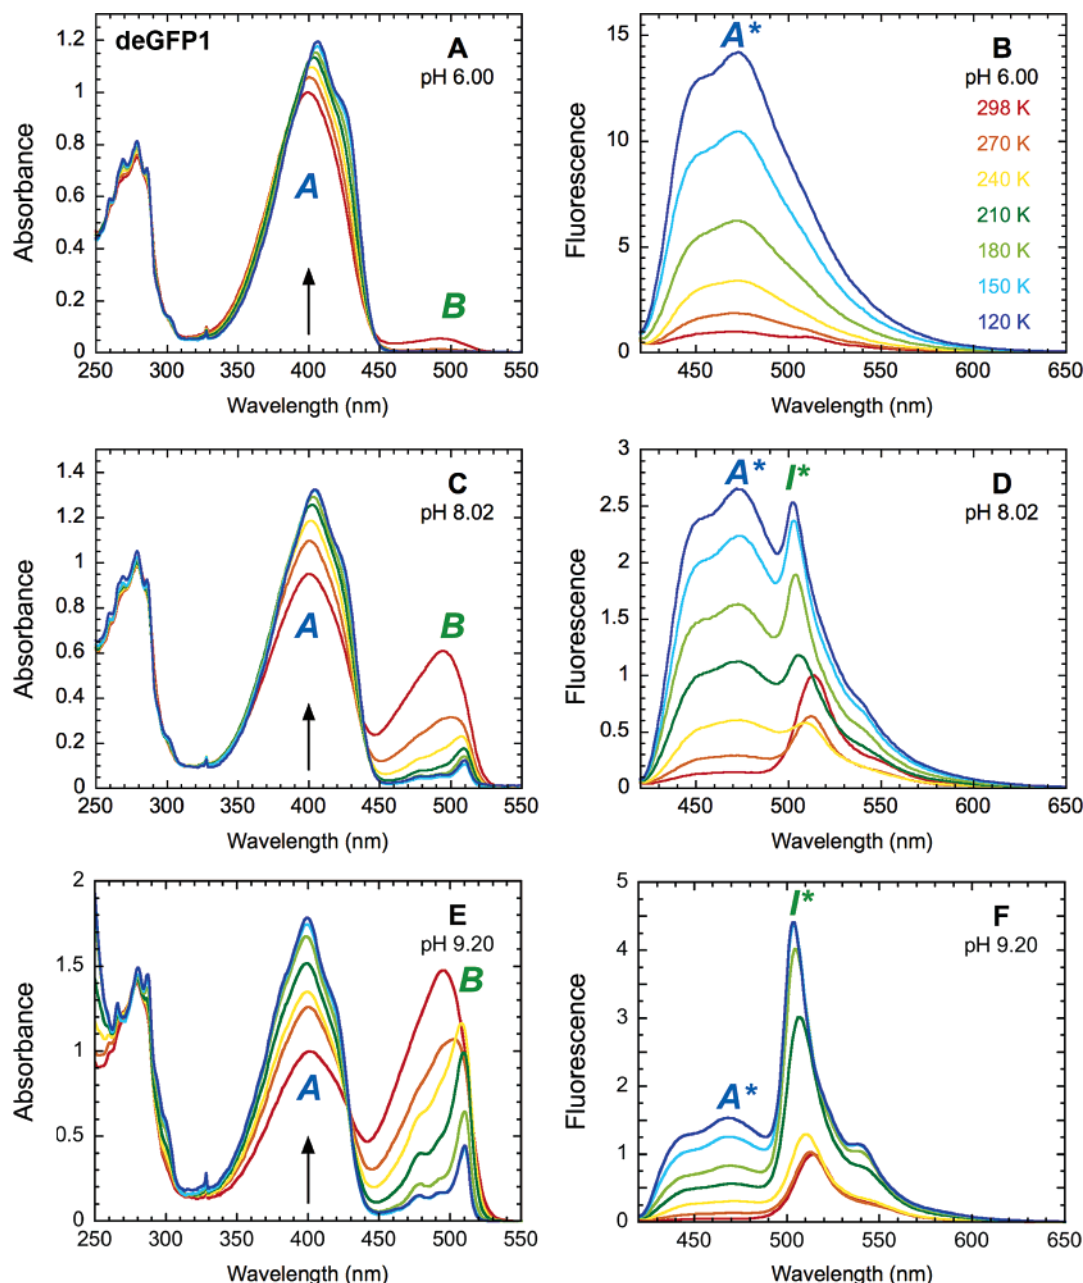 deGFP1
A
pH 6.00
A
B
Absorbance
0
0.2
0.4
0.6
0.8
1
1.2
250 300 350 400 450 500 550
Wavelength (nm)
A*
B
pH 6.00
298 K
270 K
240 K
210 K
180 K
150 K
120 K
Fluorescence
0
5
10
15
450 500 550 600 650
Wavelength (nm)
C
pH 8.02
A
B
Absorbance
0
0.2
0.4
0.6
0.8
1
1.2
1.4
250 300 350 400 450 500 550
Wavelength (nm)
A*
I*
D
pH 8.02
Fluorescence
0
0.5
1
1.5
2
2.5
3
450 500 550 600 650
Wavelength (nm)
E
pH 9.20
A
B
Absorbance
0
0.5
1
1.5
2
250 300 350 400 450 500 550
Wavelength (nm)
A*
I*
F
pH 9.20
Fluorescence
0
1
2
3
4
5
450 500 550 600 650
Wavelength (nm)